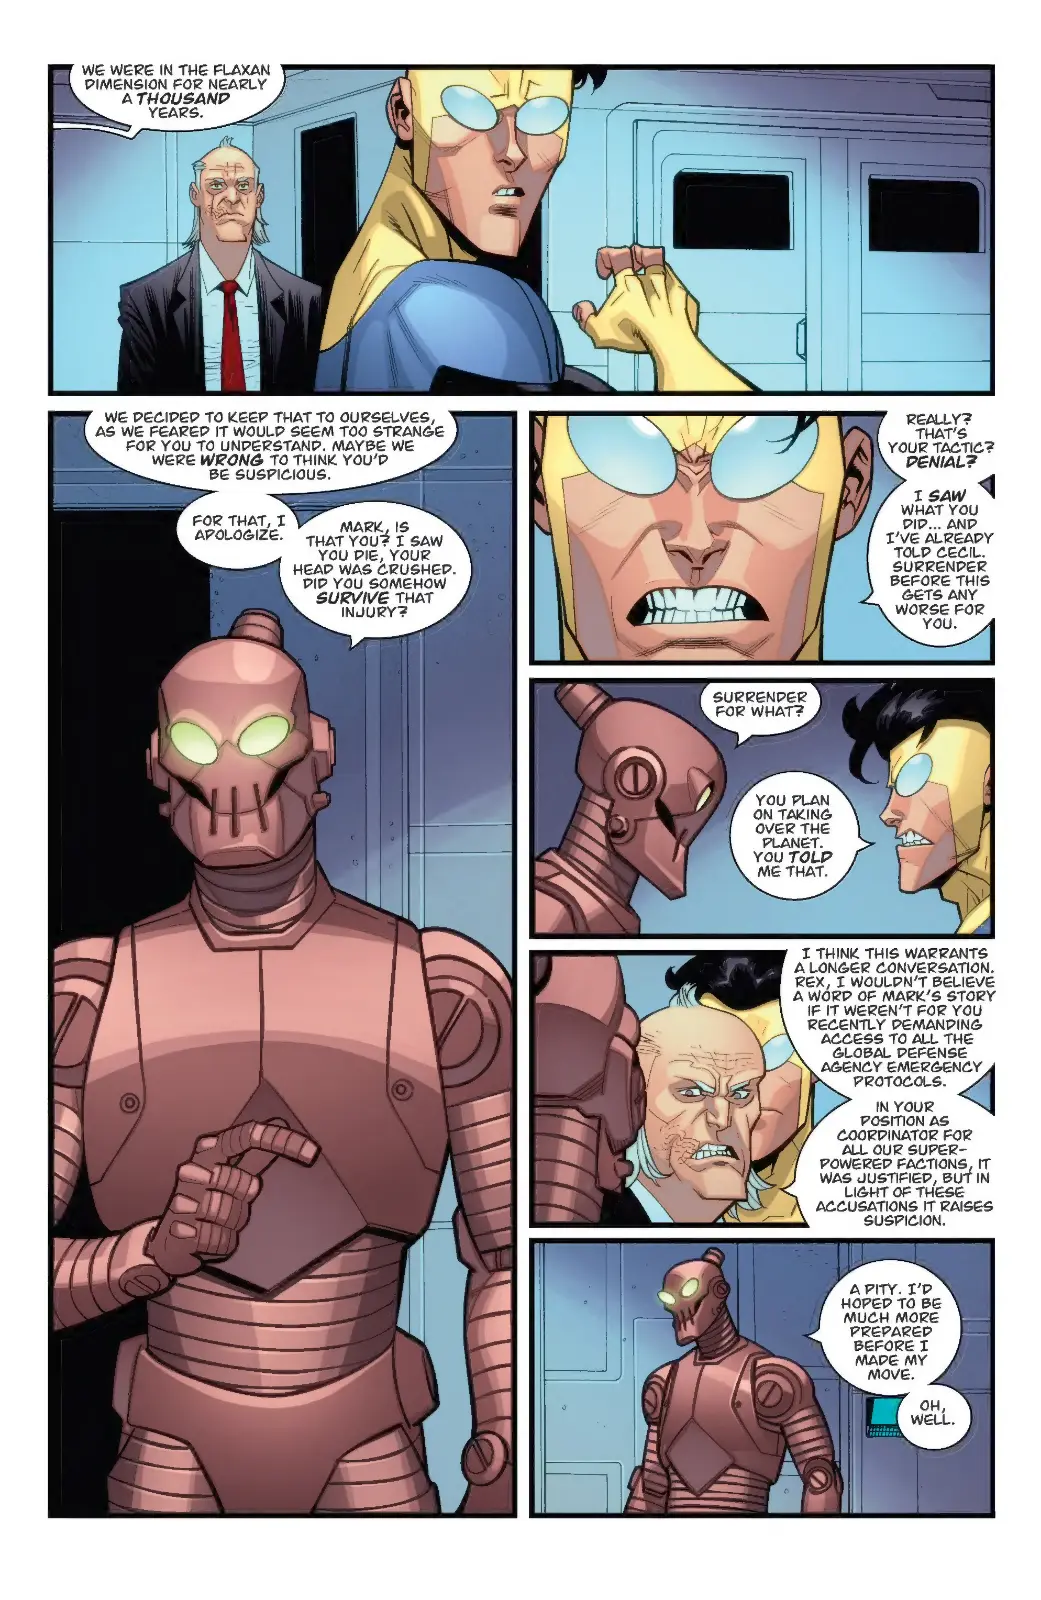 WE WERE IN THE FLAXAN
DIMENSION FOR NEARLY
A THOUSAND
YEARS.
WE DECIDED TO KEEP THAT TO OURSELVES,
AS WE FEARED IT WOULD SEEM TOO STRANGE
FOR YOU TO UNDERSTAND. MAYBE WE
WERE WRONG TO THINK YOU'D
BE SUSPICIOUS.
FOR THAT, I
APOLOGIZE.
MARK, IS
THAT YOU? I SAW
YOU DIE, YOUR
HEAD WAS CRUSHED.
DID YOU SOMEHOW
SURVIVE THAT
INJURY?
REALLY?
THAT'S
YOUR TACTIC?
DENIAL?
I SAW
WHAT YOU
DID... AND
I'VE ALREADY
TOLD CECIL.
SURRENDER
BEFORE THIS
GETS ANY
WORSE FOR
YOU.
SURRENDER
FOR WHAT?
YOU PLAN
ON TAKING
OVER THE
PLANET.
YOU TOLD
ME THAT.
I THINK THIS WARRANTS
A LONGER CONVERSATION.
REX, I WOULDN'T BELIEVE
A WORD OF MARK'S STORY
IF IT WEREN'T FOR YOU
RECENTLY DEMANDING
ACCESS TO ALL THE
GLOBAL DEFENSE
AGENCY EMERGENCY
PROTOCOLS.
IN YOUR
POSITION AS
COORDINATOR FOR
ALL OUR SUPER-
POWERED FACTIONS, IT
WAS JUSTIFIED, BUT IN
LIGHT OF THESE
ACCUSATIONS IT RAISES
SUSPICION.
A PITY. I'D
HOPED TO BE
MUCH MORE
PREPARED
BEFORE I
MADE MY
MOVE.
OH,
WELL.